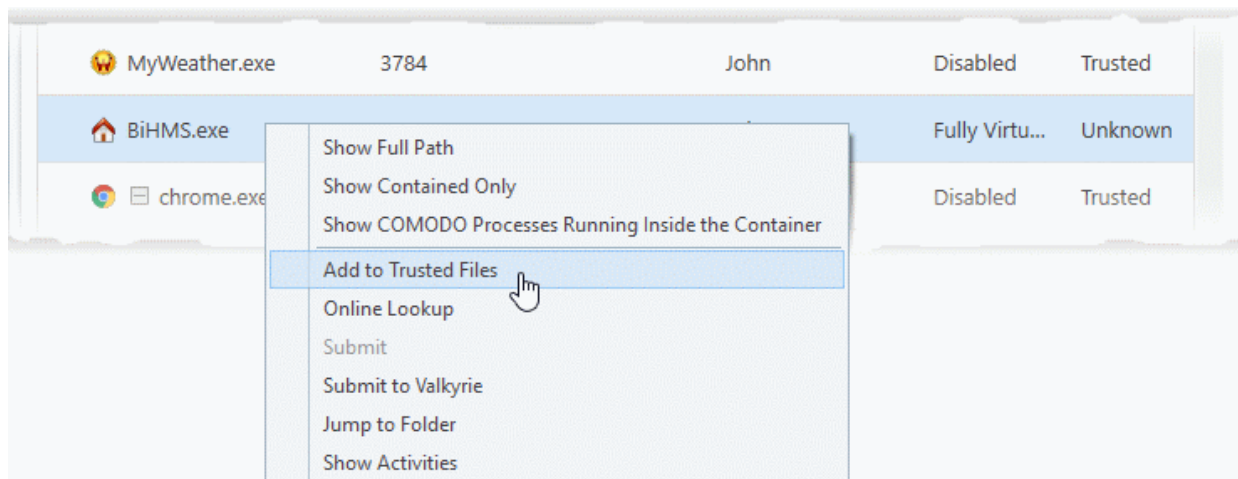 MyWeather.exe 3784 John Disabled Trusted
BiHMS.exe Fully Virtu... Unknown
Show Full Path
Show Contained Only
chrome.exe Disabled Trusted
Show COMODO Processes Running Inside the Container
Add to Trusted Files
Online Lookup
Submit
Submit to Valkyrie
Jump to Folder
Show Activities